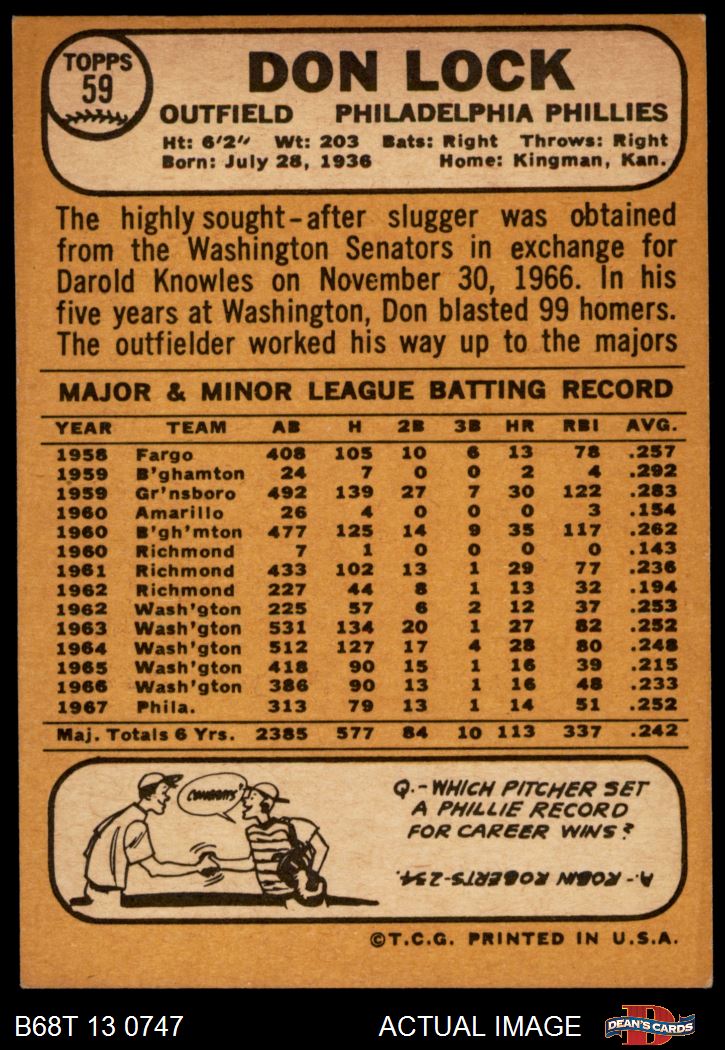 TOPPS
59
DON LOCK
OUTFIELD PHILADELPHIA PHILLIES
Ht: 6'2" Wt: 203 Bats: Right Throws: Right
Born: July 28, 1936 Home: Kingman, Kan.
The highly sought-after slugger was obtained
from the Washington Senators in exchange for
Darold Knowles on November 30, 1966. In his
five years at Washington, Don blasted 99 homers.
The outfielder worked his way up to the majors
MAJOR & MINOR LEAGUE BATTING RECORD
YEAR TEAM AB H 2B 3B HR RBI AVG.
1958 Fargo 408 105 10 6 13 78 .257
1959 B'ghamton 24 7 0 0 2 4 .292
1959 Gr'nsboro 492 139 27 7 30 122 .283
1960 Amarillo 26 4 0 0 0 3 .154
1960 B'gh'mton 477 125 14 9 35 117 .262
1960 Richmond 7 1 0 0 0 0 .143
1961 Richmond 433 102 13 1 29 77 .236
1962 Richmond 227 44 8 1 13 32 .194
1962 Wash'gton 225 57 6 2 12 37 .253
1963 Wash'gton 531 134 20 1 27 82 .252
1964 Wash'gton 512 127 17 4 28 80 .248
1965 Wash'gton 418 90 15 1 16 39 .215
1966 Wash'gton 386 90 13 1 16 48 .233
1967 Phila. 313 79 13 1 14 51 .252
Maj. Totals 6 Yrs. 2385 577 84 10 113 337 .242
CONGRATS'
Q.-WHICH PITCHER SET
A PHILLIE RECORD
FOR CAREER WINS?
A.- ROBIN ROBERTS-234.
©T.C.G. PRINTED IN U.S.A.
B68T 13 0747 ACTUAL IMAGE
D
DEAN'S CARDS